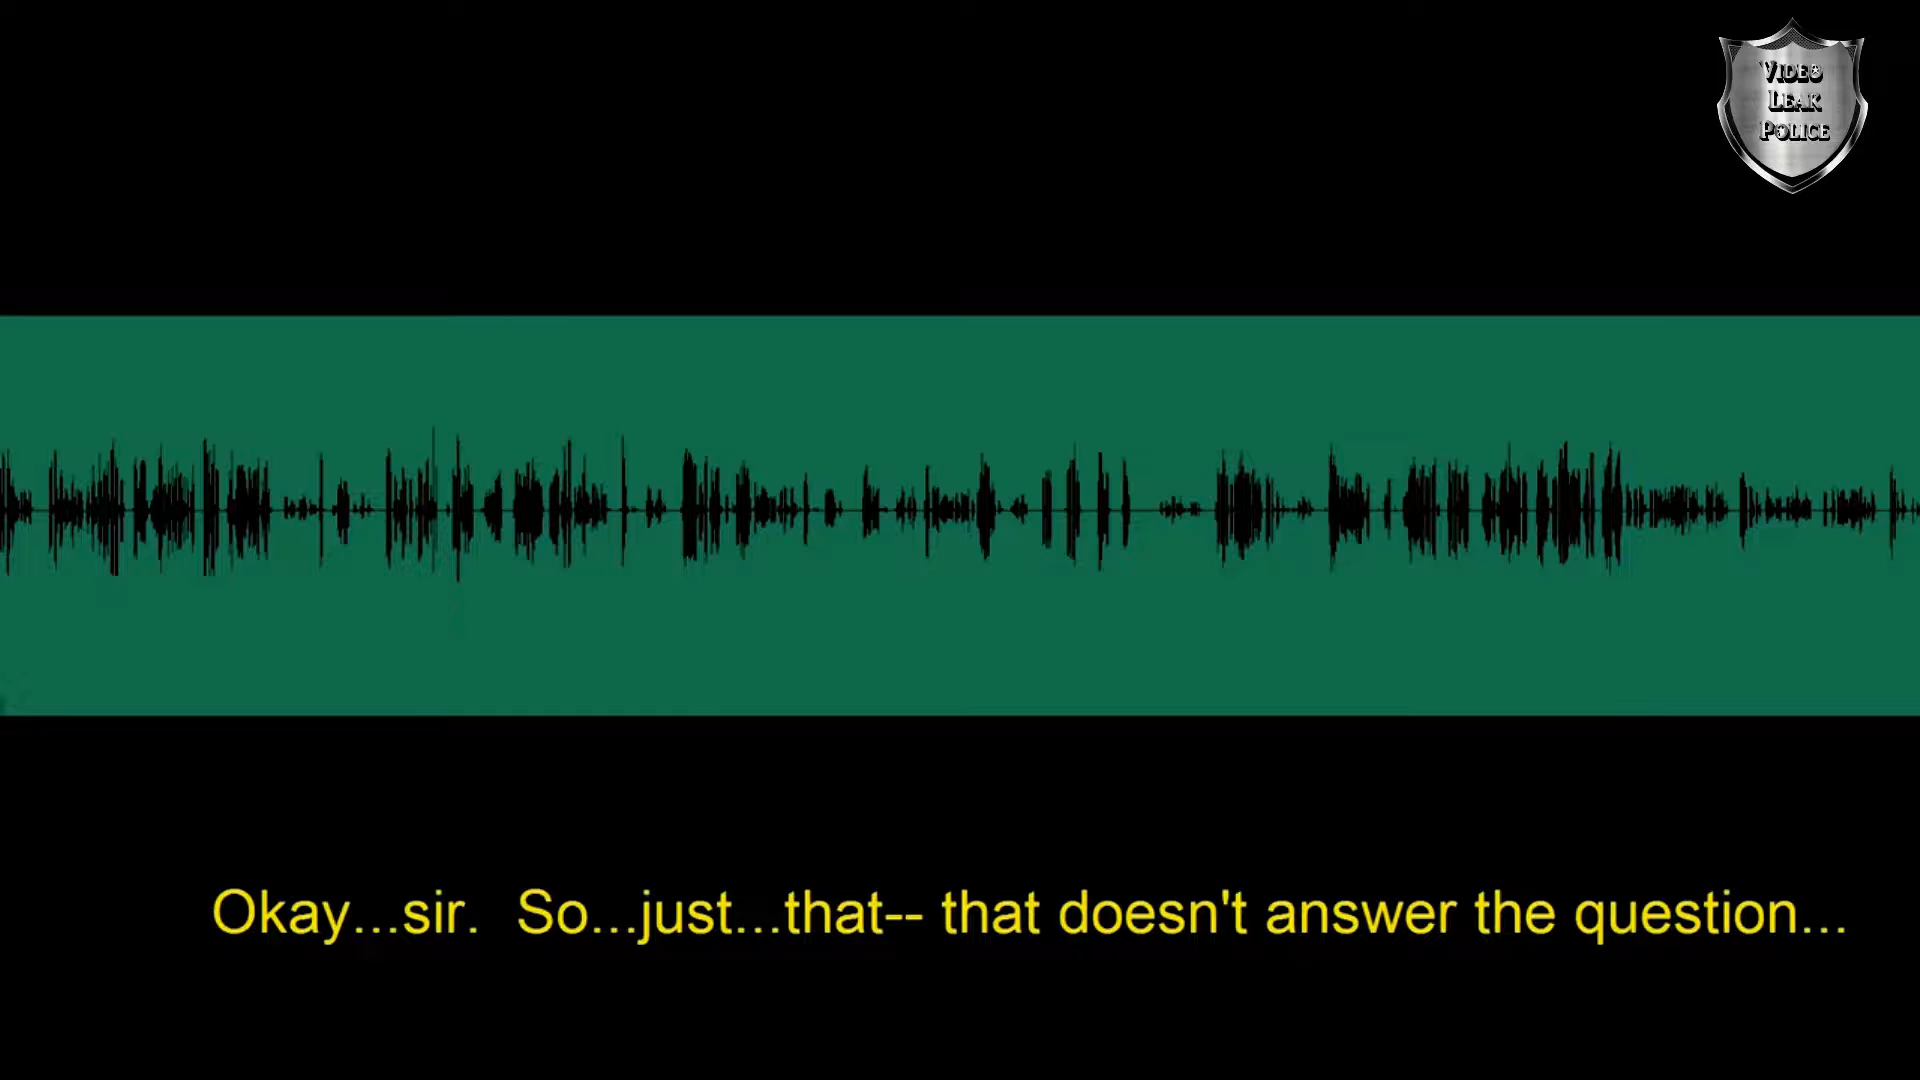 VIDEO
LEAK
POLICE
Okay...sir.  So...just...that-- that doesn't answer the question...